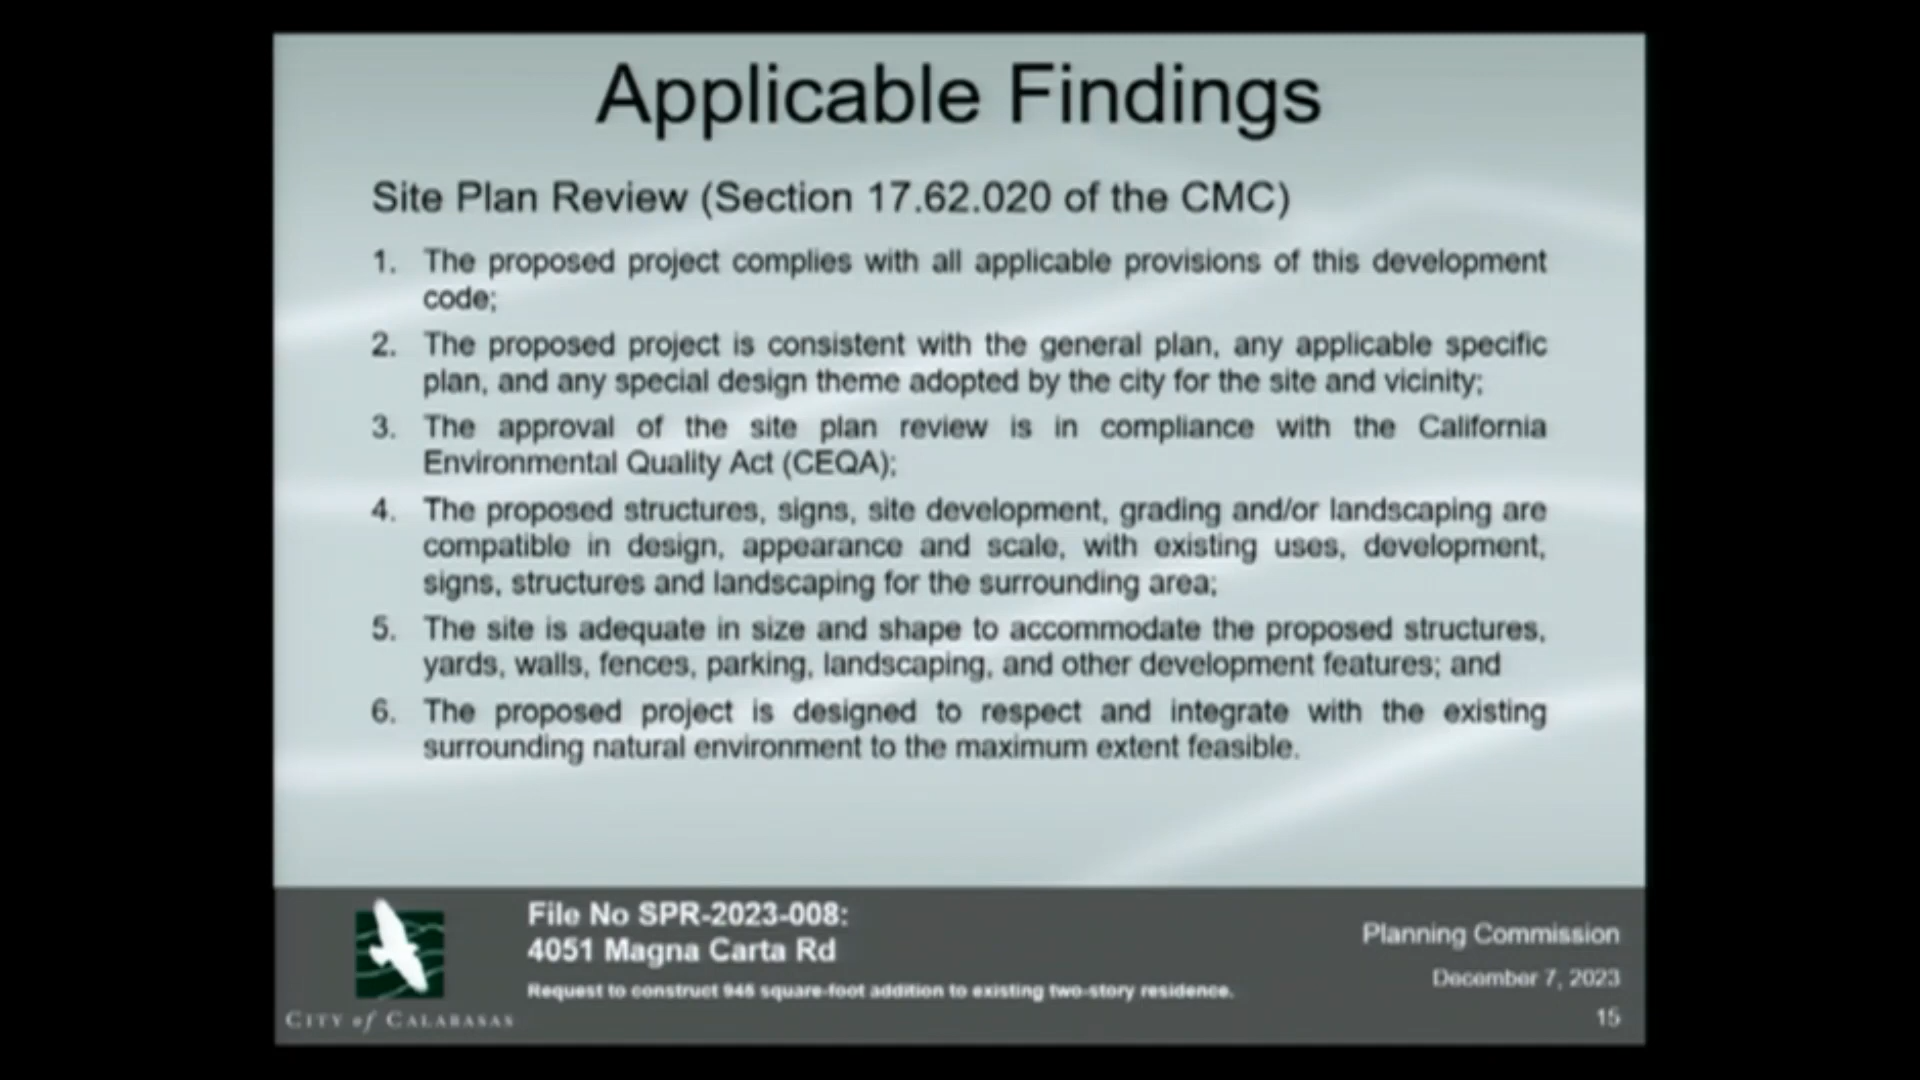 Applicable Findings
Site Plan Review (Section 17.62.020 of the CMC)
1. The proposed project complies with all applicable provisions of this development
code;
2. The proposed project is consistent with the general plan, any applicable specific
plan, and any special design theme adopted by the city for the site and vicinity;
3. The approval of the site plan review is in compliance with the California
Environmental Quality Act (CEQA);
4. The proposed structures, signs, site development, grading and/or landscaping are
compatible in design, appearance and scale, with existing uses, development,
signs, structures and landscaping for the surrounding area;
5. The site is adequate in size and shape to accommodate the proposed structures,
yards, walls, fences, parking, landscaping, and other development features; and
6. The proposed project is designed to respect and integrate with the existing
surrounding natural environment to the maximum extent feasible.
File No SPR-2023-008:
4051 Magna Carta Rd
Request to construct square-foot addition to existing two-story residence.
CITY of CALABASAS
Planning Commission
December 7, 2023
15